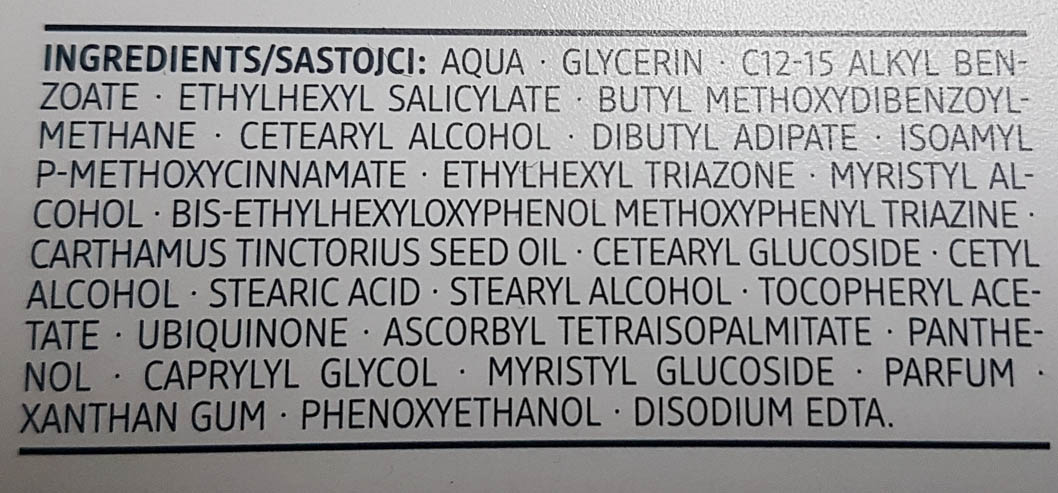 INGREDIENTS/SASTOJCI: AQUA · GLYCERIN · C12-15 ALKYL BEN-
ZOATE · ETHYLHEXYL SALICYLATE · BUTYL METHOXYDIBENZOYL-
METHANE · CETEARYL ALCOHOL · DIBUTYL ADIPATE · ISOAMYL
P-METHOXYCINNAMATE · ETHYLHEXYL TRIAZONE · MYRISTYL AL-
COHOL · BIS-ETHYLHEXYLOXYPHENOL METHOXYPHENYL TRIAZINE ·
CARTHAMUS TINCTORIUS SEED OIL · CETEARYL GLUCOSIDE · CETYL
ALCOHOL · STEARIC ACID · STEARYL ALCOHOL · TOCOPHERYL ACE-
TATE · UBIQUINONE · ASCORBYL TETRAISOPALMITATE · PANTHE-
NOL · CAPRYLYL GLYCOL · MYRISTYL GLUCOSIDE · PARFUM ·
XANTHAN GUM · PHENOXYETHANOL · DISODIUM EDTA.